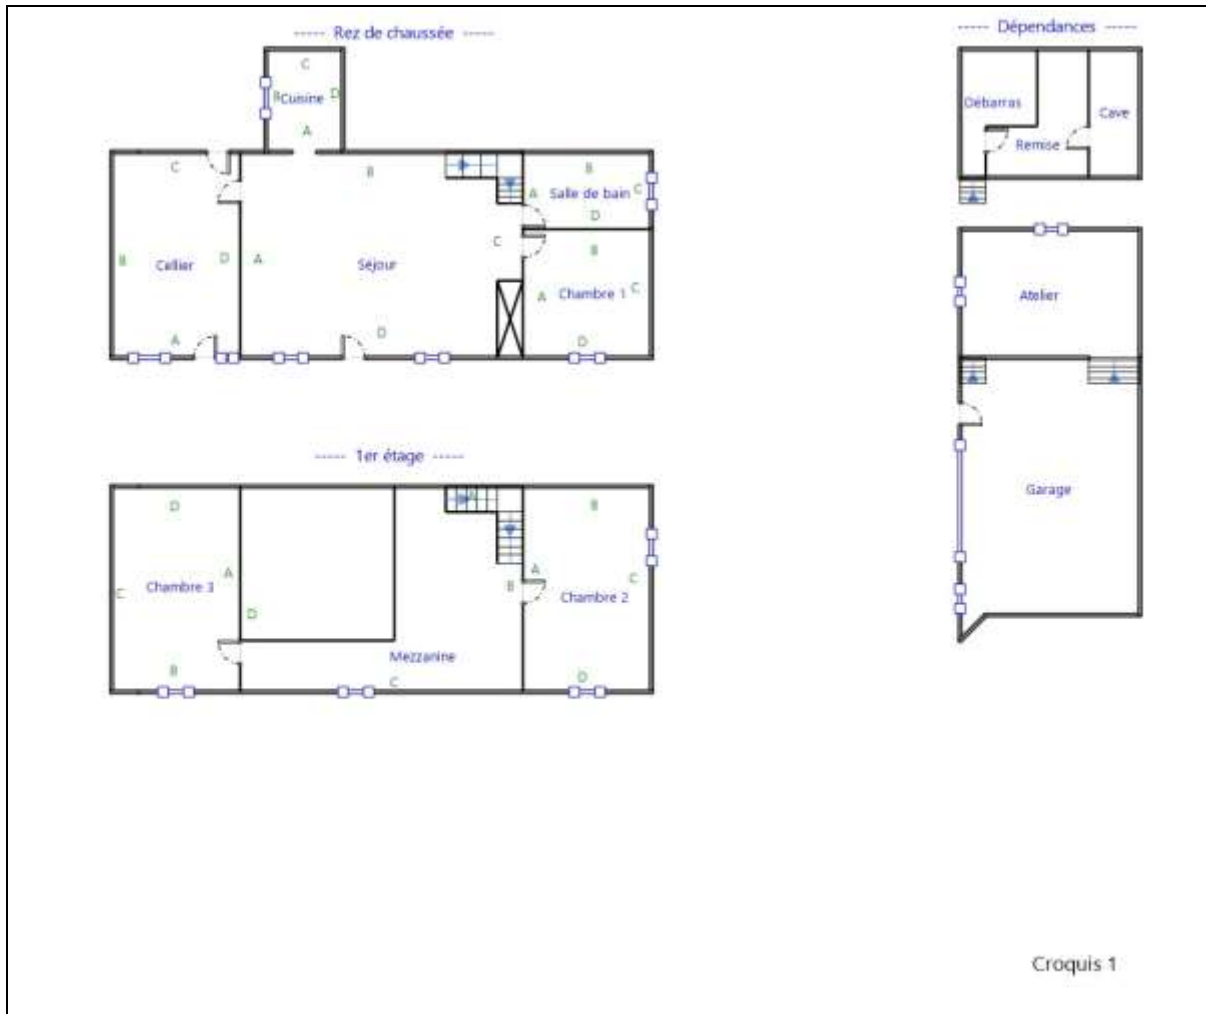 ----- Rez de chaussée -----
C
B
Cuisine
D
A
C
B
B
A
Salle de bain
C
D
B
Cellier
D
A
Séjour
C
B
A
Chambre 1
C
A
D
D
----- Dépendances -----
Débarras
Cave
Remise
Atelier
Garage
----- 1er étage -----
D
A
B
Chambre 3
A
C
D
B
A
Chambre 2
C
Mezzanine
B
C
D
Croquis 1